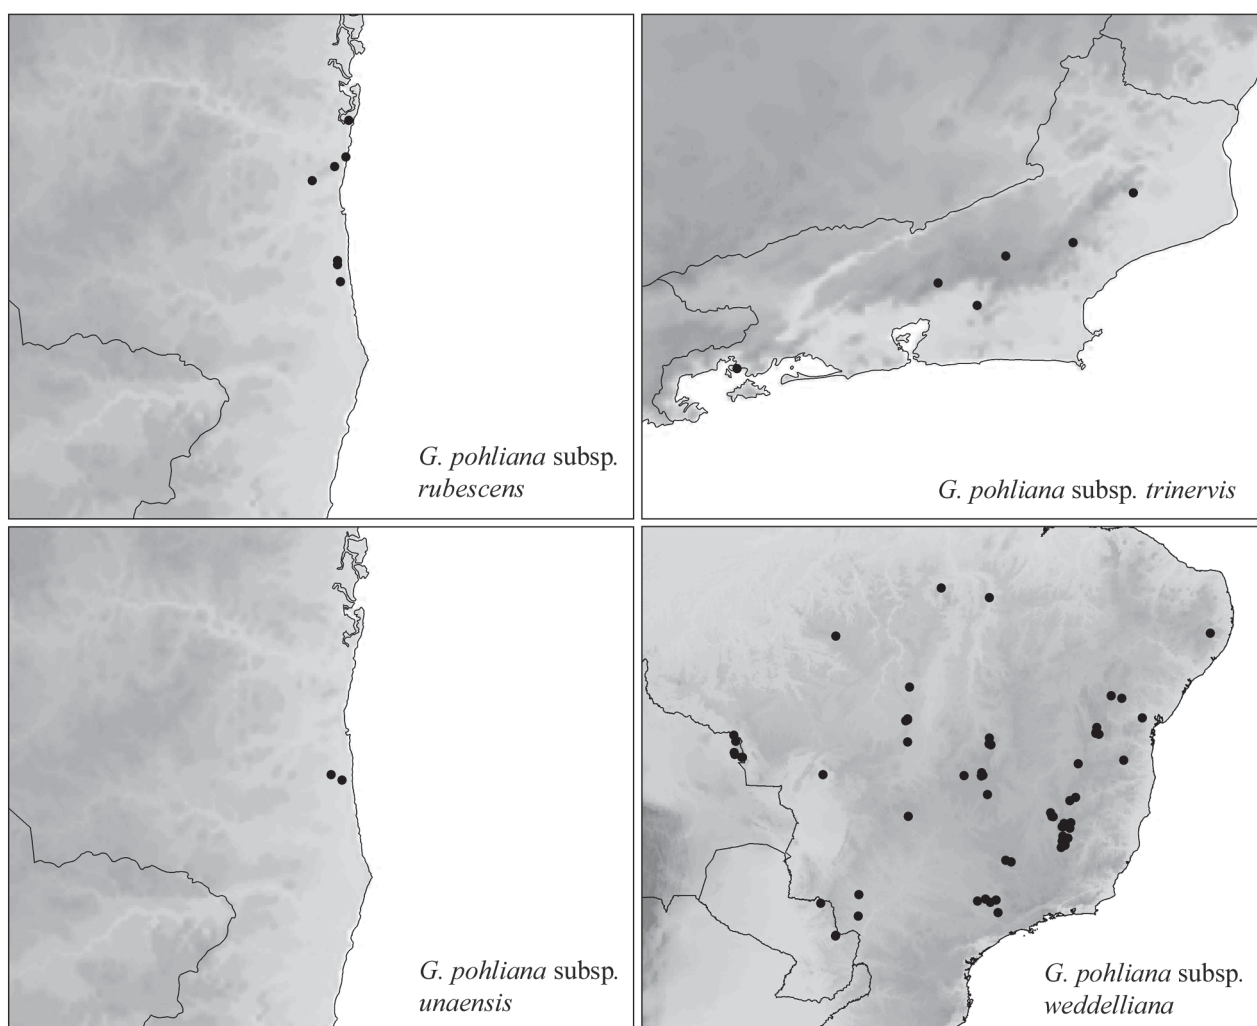 G. pohliana subsp.
rubescens
G. pohliana subsp. trinervis
G. pohliana subsp.
unaensis
G. pohliana subsp.
weddelliana